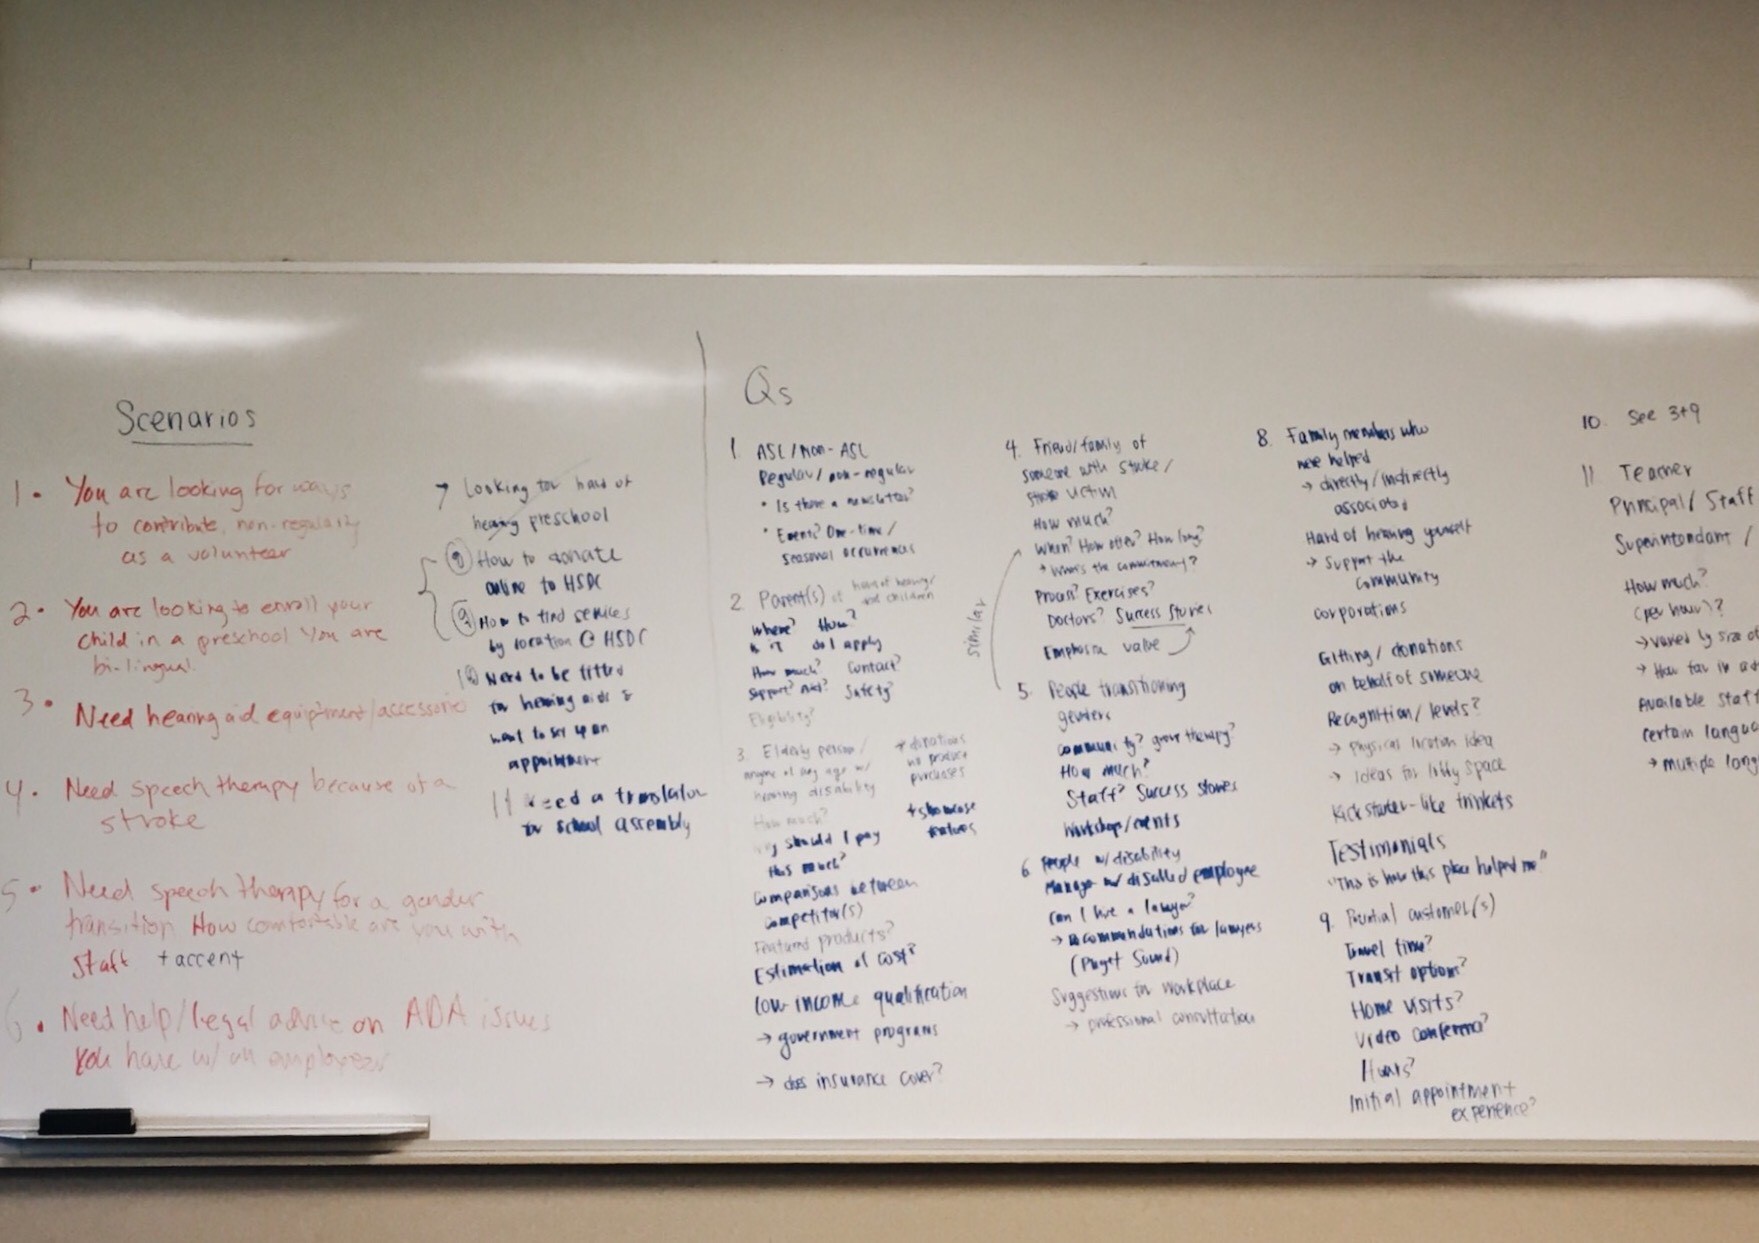 Scenarios
1. You are looking for ways
to contribute, non-regularly
as a volunteer
2. You are looking to enroll your
child in a preschool You are
bi-lingual.
3. Need hearing aid equiptment/accessories
4. Need speech therapy because of a
stroke
5. Need speech therapy for a gender
transition How comfortable are you with
staff + accent
6. Need help/legal advice on ADA issues
you have w/ an employee
7 Looking for hard of
hearing preschool
8 How to donate
online to HSDC
9 How to find services
by location @ HSDC
10 Need to be fitted
for hearing aids &
want to set up an
appointment
11 Need a translator
for school assembly
Qs
1. ASL/Non-ASL
Regular/non-regular
• Is there a newsletter?
• Events? One-time/
seasonal occurrences
2. Parent(s) of hard of hearing/
children
Where? How?
is it do I apply
How much? Contact?
Support? Safety?
Eligibility?
3. Elderly person/
anyone of any age w/
hearing disability
+ donations
no product
purchases
How much?
+ showcase
Why should I pay
this much?
Comparisons between
competitor(s)
Featured products?
Estimation of cost?
low-income qualification
→ government programs
→ does insurance cover?
4. Friend/family of
someone with stroke/
stroke victim
How much?
When? How often? How long?
• What's the commitment?
Process? Exercises?
Doctors? Success Stories
Emphasize value
similar
5. People transitioning
genders
Community? group therapy?
How much?
Staff? Success stories
Workshops/events
6. People w/ disability
Manager w/ disabled employee
Can I hire a lawyer?
→ recommendations for lawyers
(Puget Sound)
Suggestions for workplace
→ professional consultation
8. Family members who
were helped
→ directly/indirectly
associated
Hard of hearing yourself
→ Support the
community
corporations
Gifting/donations
on behalf of someone
Recognition/levels?
→ physical location idea
→ Ideas for lobby space
Kickstarter-like trinkets
Testimonials
"This is how this place helped me"
9. Potential customer(s)
Travel time?
Transit options?
Home visits?
Video conference?
Hours?
Initial appointment
experience?
10. See 3+9
11 Teacher
Principal/Staff
Superintendant/
How much?
(per hour)?
→ varied by size of
→ How far in ad
Available staff
certain langua
→ multiple lang